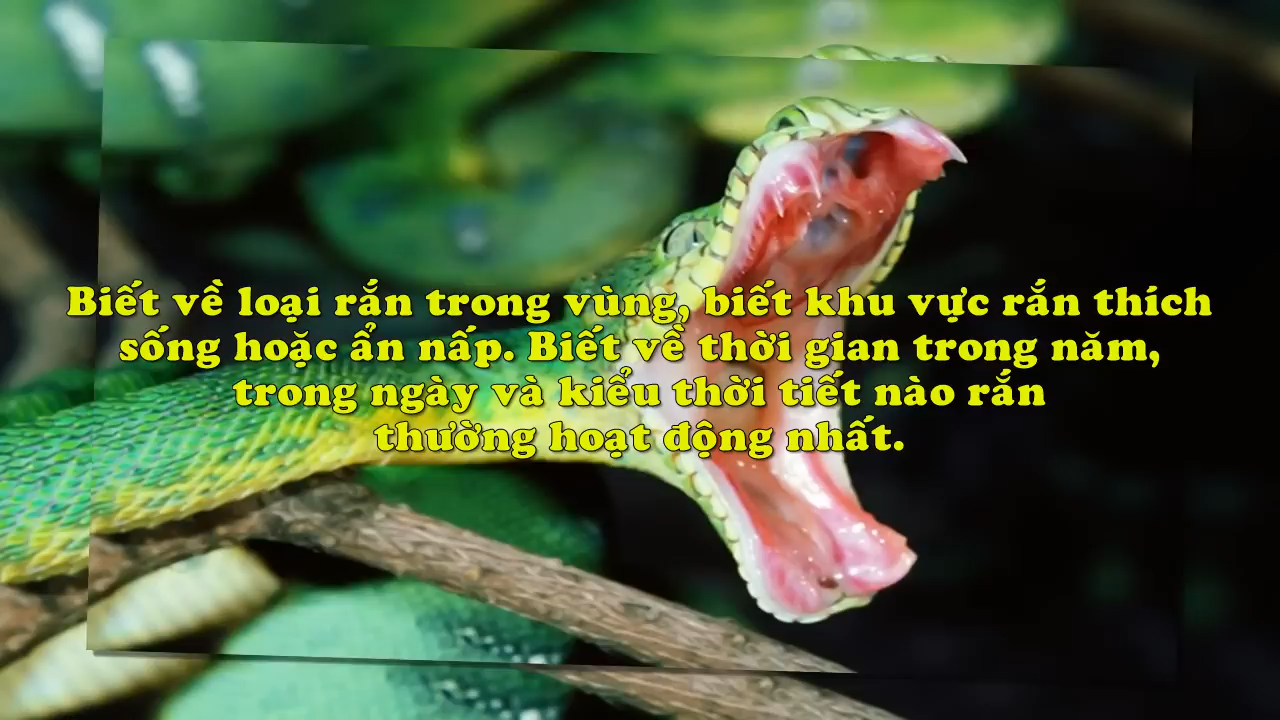 Biết về loại rắn trong vùng, biết khu vực rắn thích
sống hoặc ẩn nấp. Biết về thời gian trong năm,
trong ngày và kiểu thời tiết nào rắn
thường hoạt động nhất.